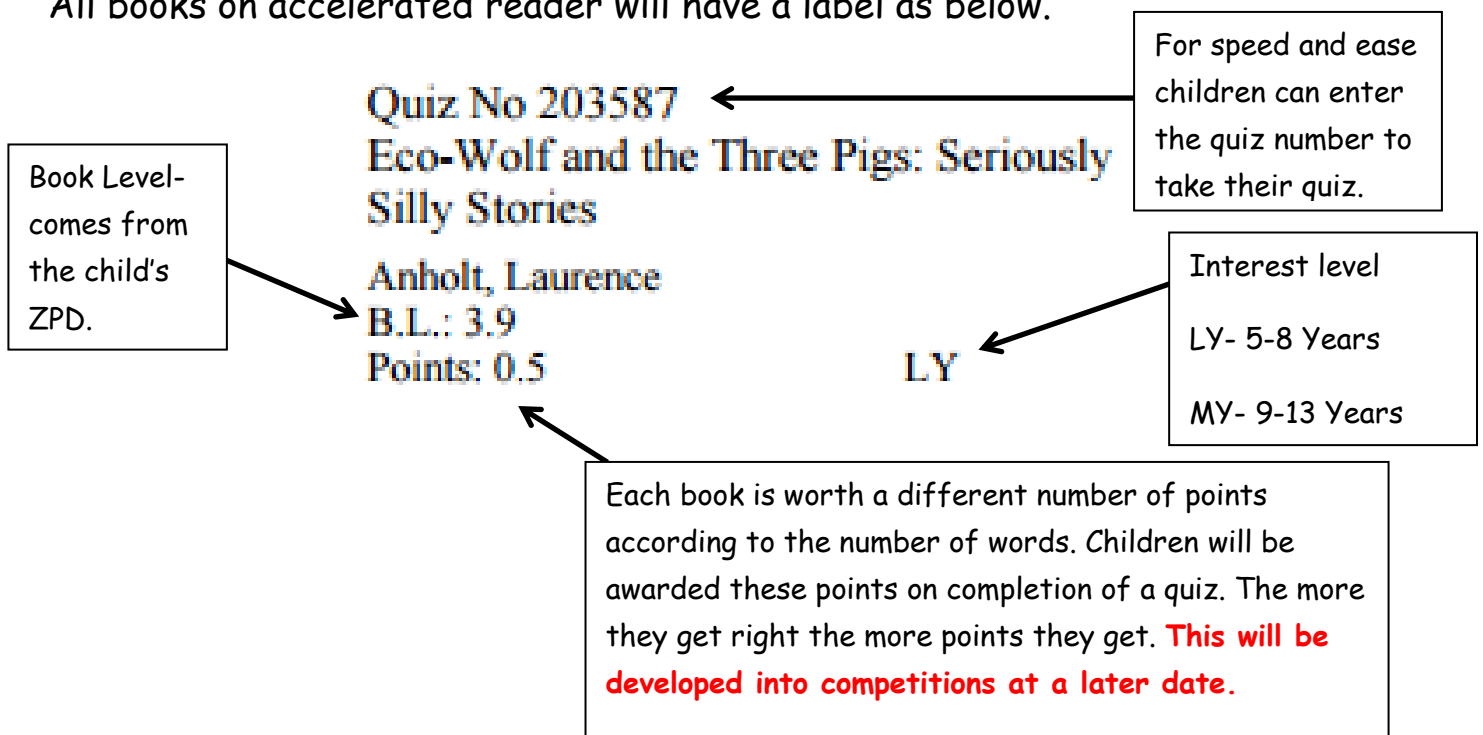 All books on accelerated reader will have a label as below.
For speed and ease
children can enter
the quiz number to
take their quiz.
Quiz No 203587
Eco-Wolf and the Three Pigs: Seriously
Silly Stories
Anholt, Laurence
B.L.: 3.9
Points: 0.5
LY
Book Level-
comes from
the child's
ZPD.
Interest level
LY- 5-8 Years
MY- 9-13 Years
Each book is worth a different number of points
according to the number of words. Children will be
awarded these points on completion of a quiz. The more
they get right the more points they get. This will be
developed into competitions at a later date.